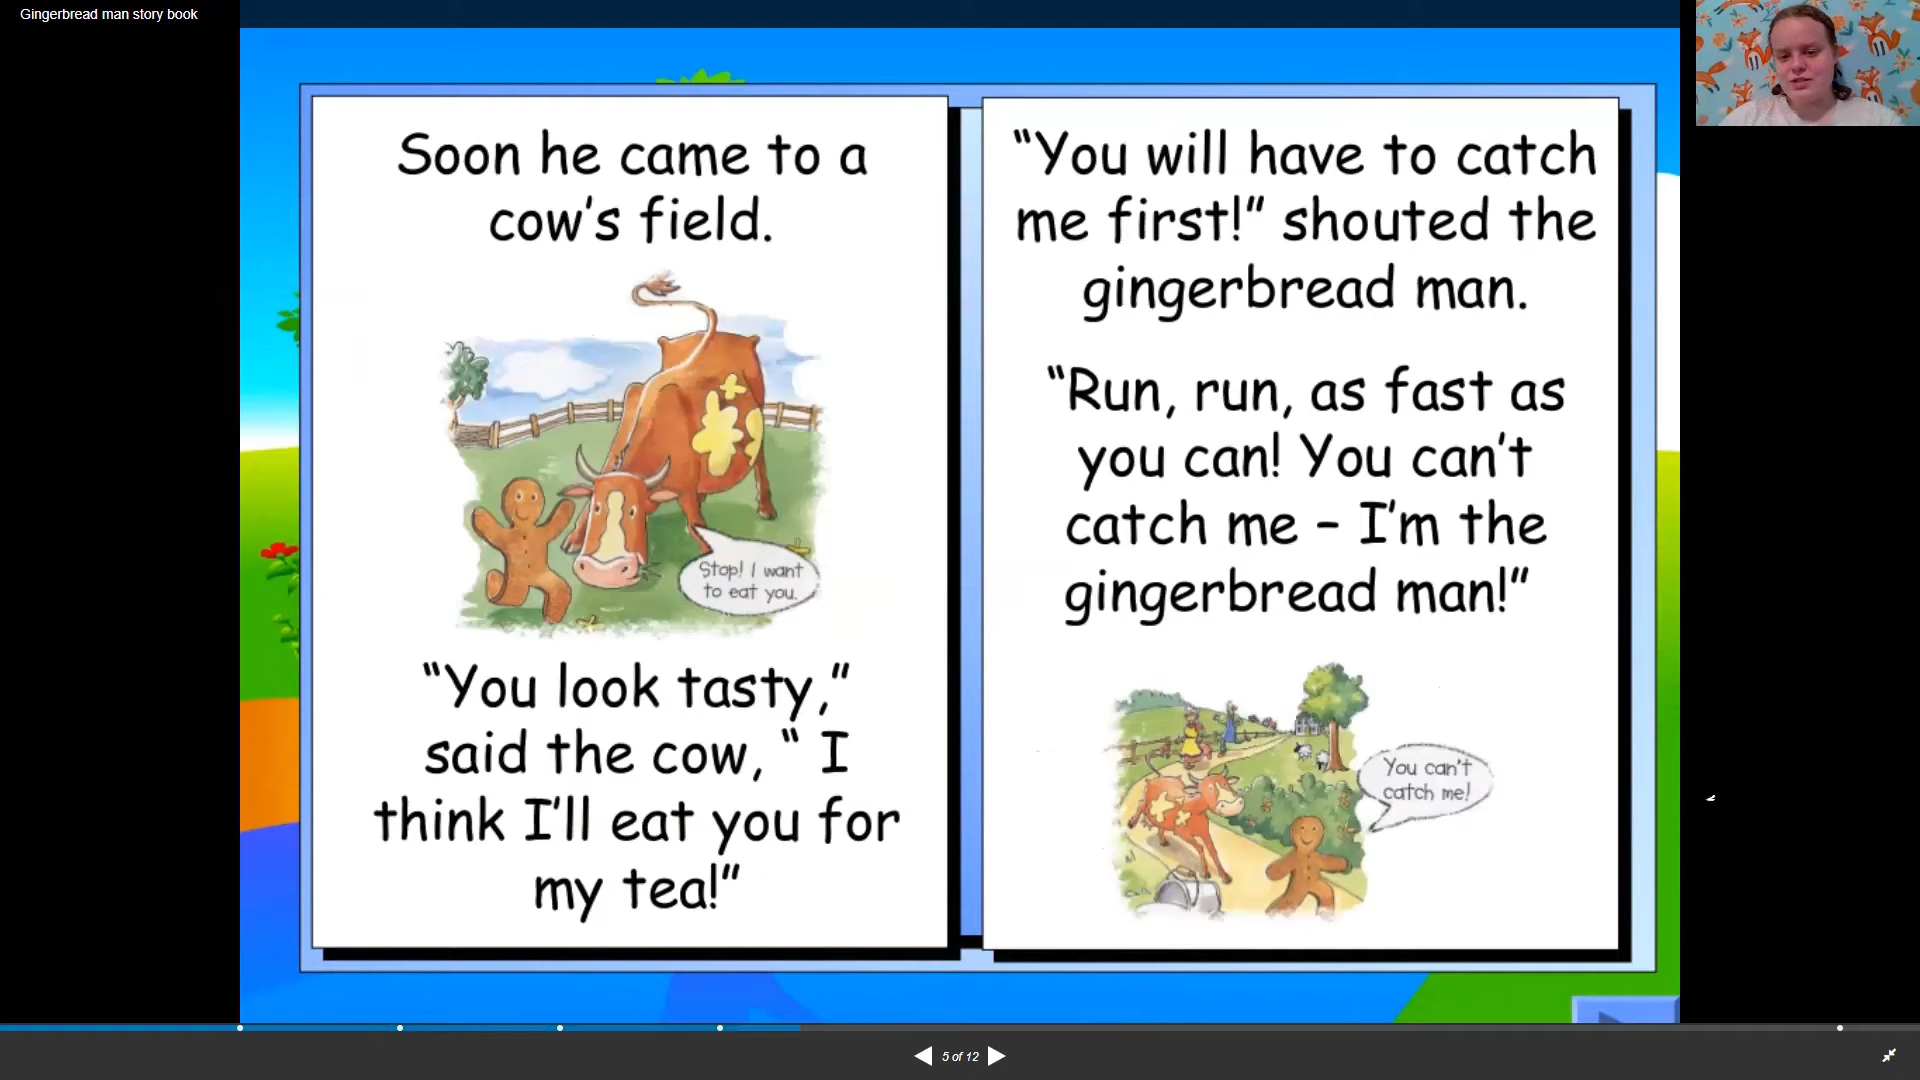 Gingerbread man story book
Soon he came to a
cow’s field.
Stop! I want
to eat you.
“You look tasty,”
said the cow, “ I
think I’ll eat you for
my tea!”
“You will have to catch
me first!” shouted the
gingerbread man.
“Run, run, as fast as
you can! You can’t
catch me – I’m the
gingerbread man!”
You can’t
catch me!
5 of 12